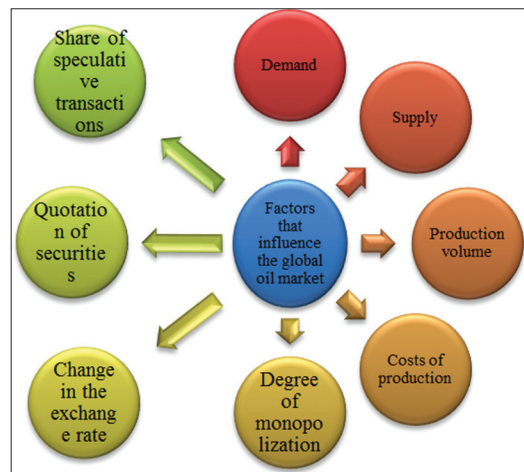 Share of
speculati
ve
transacti
ons
Demand
Supply
Quotatio
n of
securitie
s
Factors
that
influence
the global
oil market
Production
volume
Change
in the
exchang
e rate
Degree
of
monopo
lization
Costs of
production